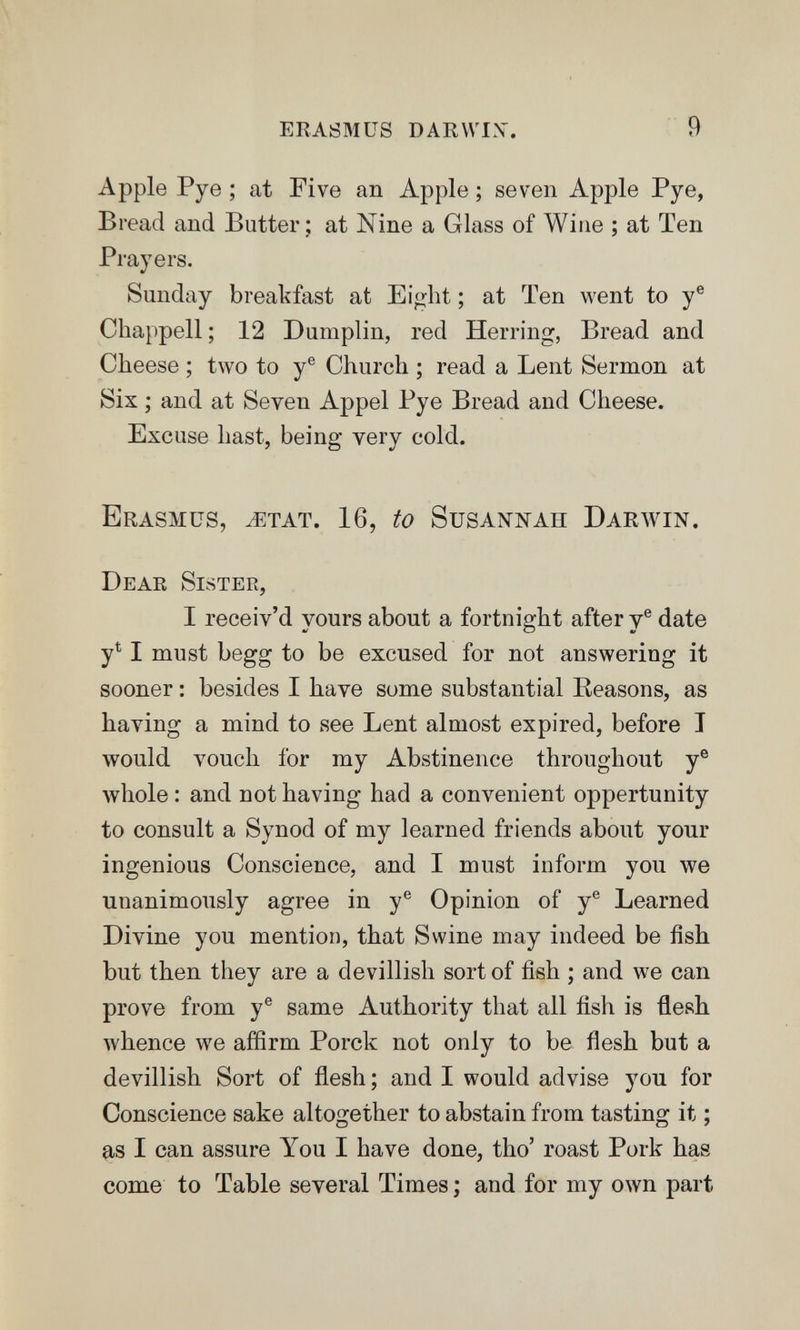 ERASMUS DARWIN. 9
Apple Pye ; at Five an Apple ; seven Apple Pye,
Bread and Butter ; at Nine a Glass of Wine ; at Ten
Prayers.
Sunday breakfast at Eight ; at Ten went to yᵉ
Chappell ; 12 Dumplin, red Herring, Bread and
Cheese ; two to yᵉ Church ; read a Lent Sermon at
Six ; and at Seven Appel Pye Bread and Cheese.
Excuse hast, being very cold.
ERASMUS, ÆTAT. 16, to SUSANNAH DARWIN.
DEAR SISTER,
I receiv'd yours about a fortnight after yᵉ date
yᵗ I must begg to be excused for not answering it
sooner : besides I have some substantial Reasons, as
having a mind to see Lent almost expired, before I
would vouch for my Abstinence throughout yᵉ
whole : and not having had a convenient oppertunity
to consult a Synod of my learned friends about your
ingenious Conscience, and I must inform you we
unanimously agree in yᵉ Opinion of yᵉ Learned
Divine you mention, that Swine may indeed be fish
but then they are a devillish sort of fish ; and we can
prove from yᵉ same Authority that all fish is flesh
whence we affirm Porck not only to be flesh but a
devillish Sort of flesh ; and I would advise you for
Conscience sake altogether to abstain from tasting it ;
as I can assure You I have done, tho' roast Pork has
come to Table several Times ; and for my own part